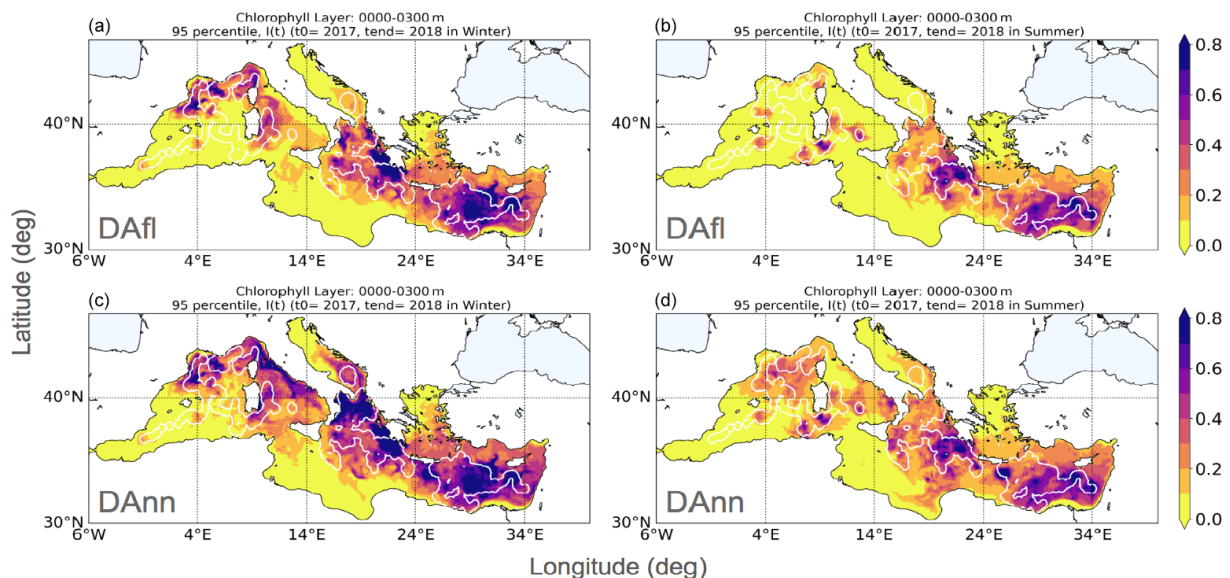 (a)
Chlorophyll Layer: 0000-0300 m
95 percentile, I(t) (t0= 2017, tend= 2018 in Winter)
40°N
30°N
6°W 4°E 14°E 24°E 34°E
DAfl
(b)
Chlorophyll Layer: 0000-0300 m
95 percentile, I(t) (t0= 2017, tend= 2018 in Summer)
6°W 4°E 14°E 24°E 34°E
DAfl
0.8
0.6
0.4
0.2
0.0
(c)
Chlorophyll Layer: 0000-0300 m
95 percentile, I(t) (t0= 2017, tend= 2018 in Winter)
40°N
30°N
6°W 4°E 14°E 24°E 34°E
DAnn
(d)
Chlorophyll Layer: 0000-0300 m
95 percentile, I(t) (t0= 2017, tend= 2018 in Summer)
6°W 4°E 14°E 24°E 34°E
DAnn
0.8
0.6
0.4
0.2
0.0
Latitude (deg)
Longitude (deg)